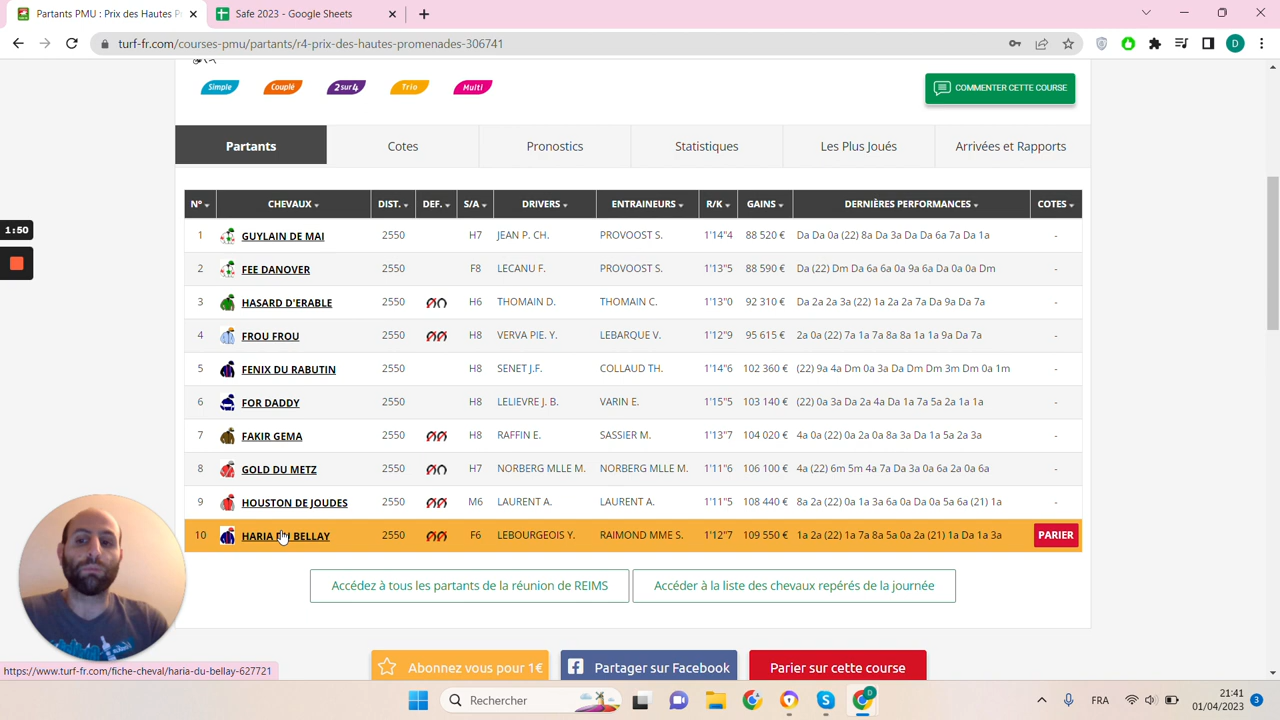 Partants PMU : Prix des Hautes P
Safe 2023 - Google Sheets
turf-fr.com/courses-pmu/partants/r4-prix-des-hautes-promenades-306741
D
Simple
Couplé
2sur4
Trio
Multi
COMMENTER CETTE COURSE
Partants
Cotes
Pronostics
Statistiques
Les Plus Joués
Arrivées et Rapports
N° CHEVAUX DIST. DEF. S/A DRIVERS ENTRAINEURS R/K GAINS DERNIÈRES PERFORMANCES COTES
1:50
1 GUYLAIN DE MAI 2550 H7 JEAN P. CH. PROVOOST S. 1'14"4 88 520 € Da Da 0a (22) 8a Da 3a Da Da 6a 7a Da 1a -
2 FEE DANOVER 2550 F8 LECANU F. PROVOOST S. 1'13"5 88 590 € Da (22) Dm Da 6a 6a 0a 9a 6a Da 0a 0a Dm -
3 HASARD D'ERABLE 2550 H6 THOMAIN D. THOMAIN C. 1'13"0 92 310 € Da 2a 2a 3a (22) 1a 2a 2a 7a Da 9a Da 7a -
4 FROU FROU 2550 H8 VERVA PIE. Y. LEBARQUE V. 1'12"9 95 615 € 2a 0a (22) 7a 1a 7a 8a 8a 1a 1a 9a Da 7a -
5 FENIX DU RABUTIN 2550 H8 SENET J.F. COLLAUD TH. 1'14"6 102 360 € (22) 9a 4a Dm 0a 3a Da Dm Dm 3m Dm 0a 1m -
6 FOR DADDY 2550 H8 LELIEVRE J. B. VARIN E. 1'15"5 103 140 € (22) 0a 3a Da 2a 4a Da 1a 7a 5a 2a 1a 1a -
7 FAKIR GEMA 2550 H8 RAFFIN E. SASSIER M. 1'13"7 104 020 € 4a 0a (22) 0a 2a 0a 8a 3a Da 1a 5a 2a 3a -
8 GOLD DU METZ 2550 H7 NORBERG MLLE M. NORBERG MLLE M. 1'11"6 106 100 € 4a (22) 6m 5m 4a 7a Da 3a 0a 6a 2a 0a 6a -
9 HOUSTON DE JOUDES 2550 M6 LAURENT A. LAURENT A. 1'11"5 108 440 € 8a 2a (22) 0a 1a 3a 6a 0a Da 0a 5a 6a (21) 1a -
10 HARIA DU BELLAY 2550 F6 LEBOURGEOIS Y. RAIMOND MME S. 1'12"7 109 550 € 1a 2a (22) 1a 7a 8a 5a 0a 2a (21) 1a Da 1a 3a PARIER
Accédez à tous les partants de la réunion de REIMS
Accéder à la liste des chevaux repérés de la journée
Abonnez vous pour 1€
Partager sur Facebook
Parier sur cette course
https://www.turf-fr.com/fiche-cheval/haria-du-bellay-627721
Rechercher
D
FRA
21:41
01/04/2023
3